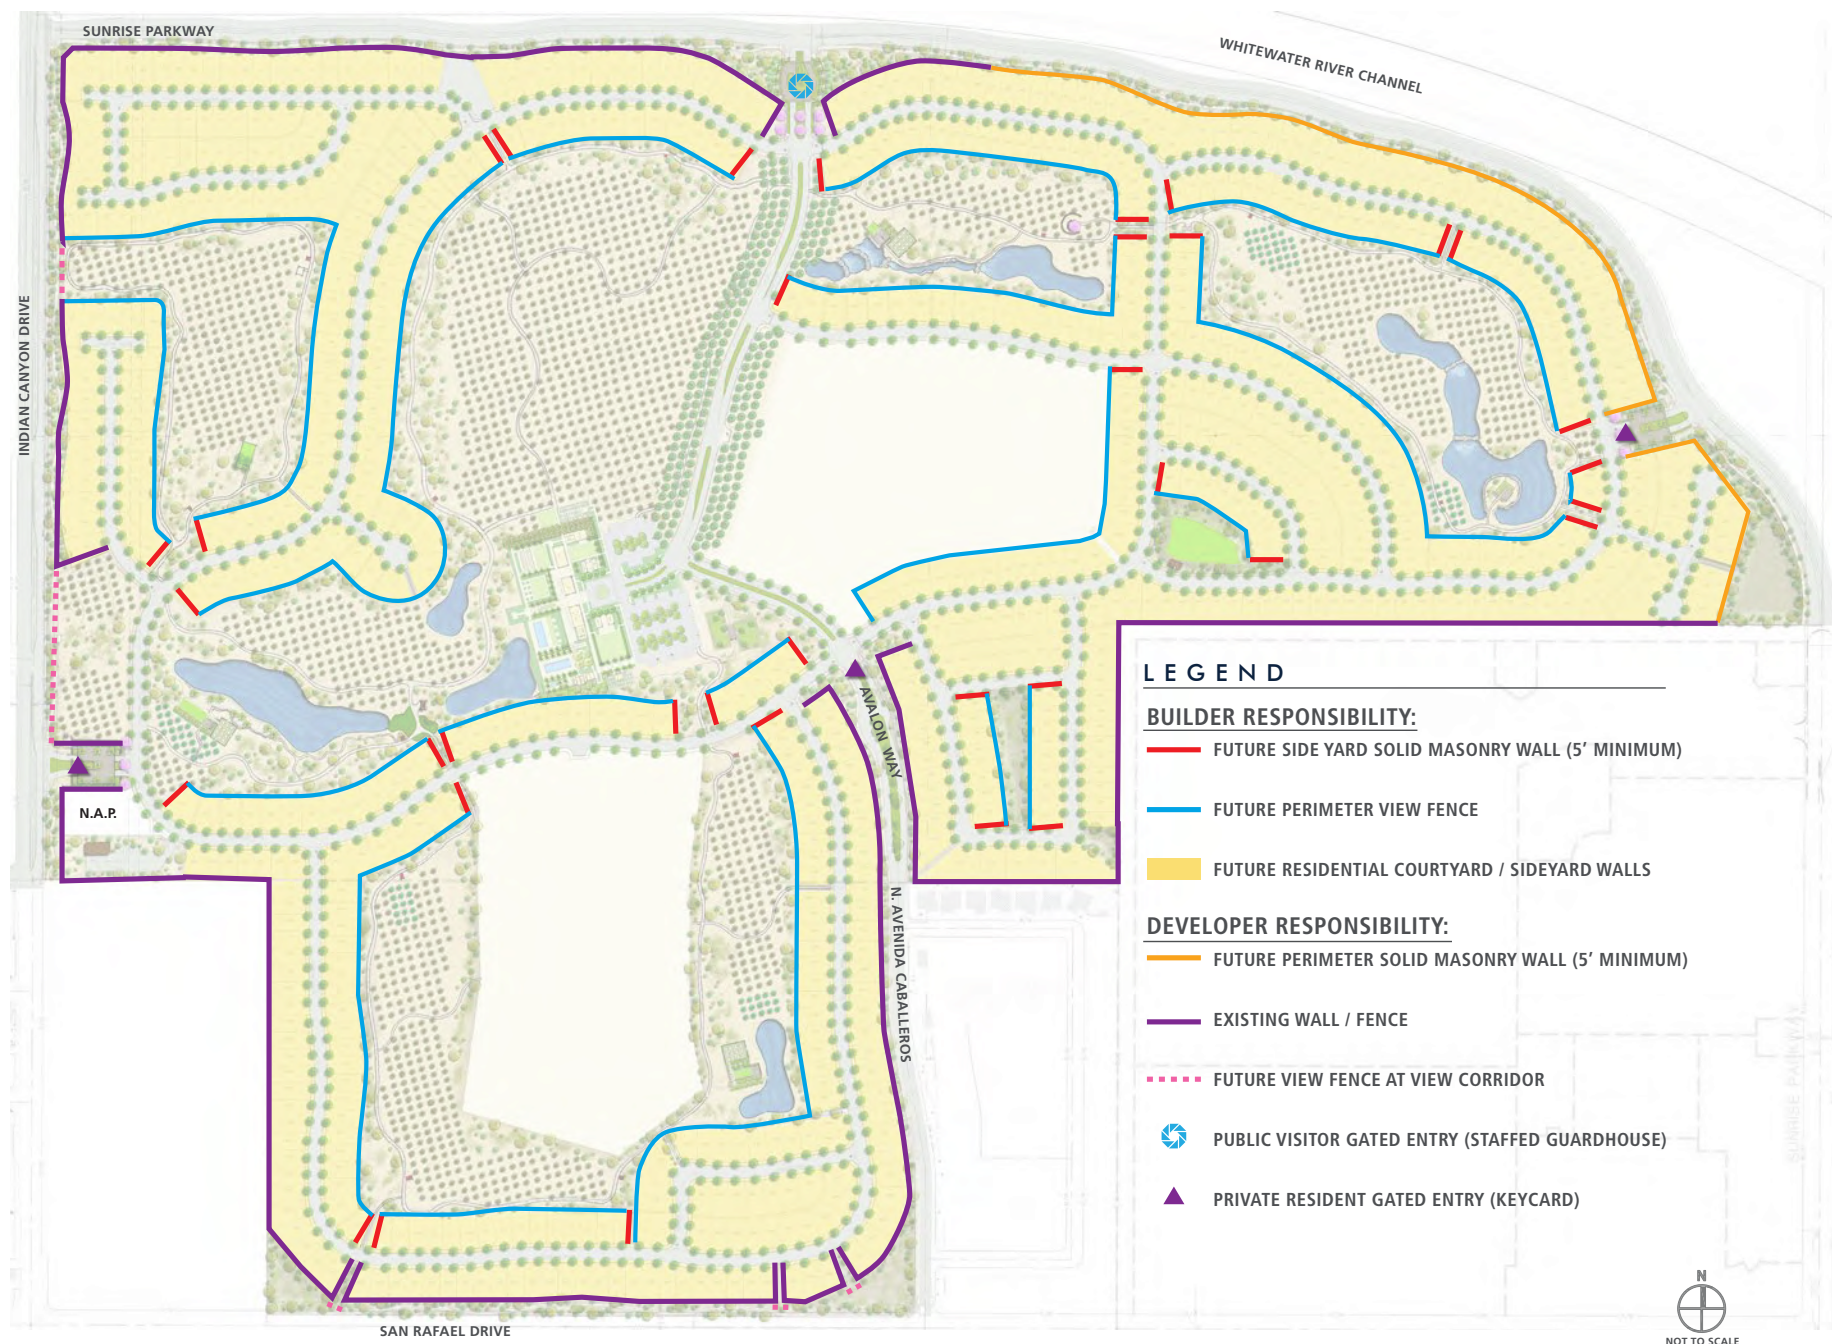 SUNRISE PARKWAY
WHITEWATER RIVER CHANNEL
INDIAN CANYON DRIVE
N.A.P.
AVALON WAY
N. AVENIDA CABALLEROS
SAN RAFAEL DRIVE
LEGEND
BUILDER RESPONSIBILITY:
FUTURE SIDE YARD SOLID MASONRY WALL (5’ MINIMUM)
FUTURE PERIMETER VIEW FENCE
FUTURE RESIDENTIAL COURTYARD / SIDEYARD WALLS
DEVELOPER RESPONSIBILITY:
FUTURE PERIMETER SOLID MASONRY WALL (5’ MINIMUM)
EXISTING WALL / FENCE
FUTURE VIEW FENCE AT VIEW CORRIDOR
PUBLIC VISITOR GATED ENTRY (STAFFED GUARDHOUSE)
PRIVATE RESIDENT GATED ENTRY (KEYCARD)
SUNRISE PARKWAY
N
NOT TO SCALE